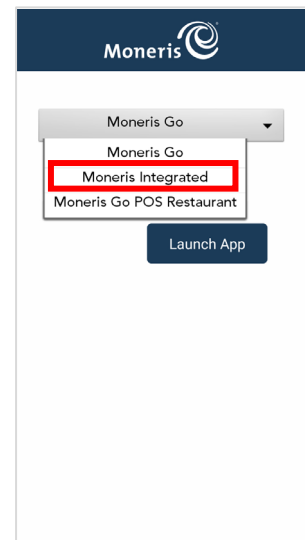 Moneris
Moneris Go
Moneris Go
Moneris Integrated
Moneris Go POS Restaurant
Launch App